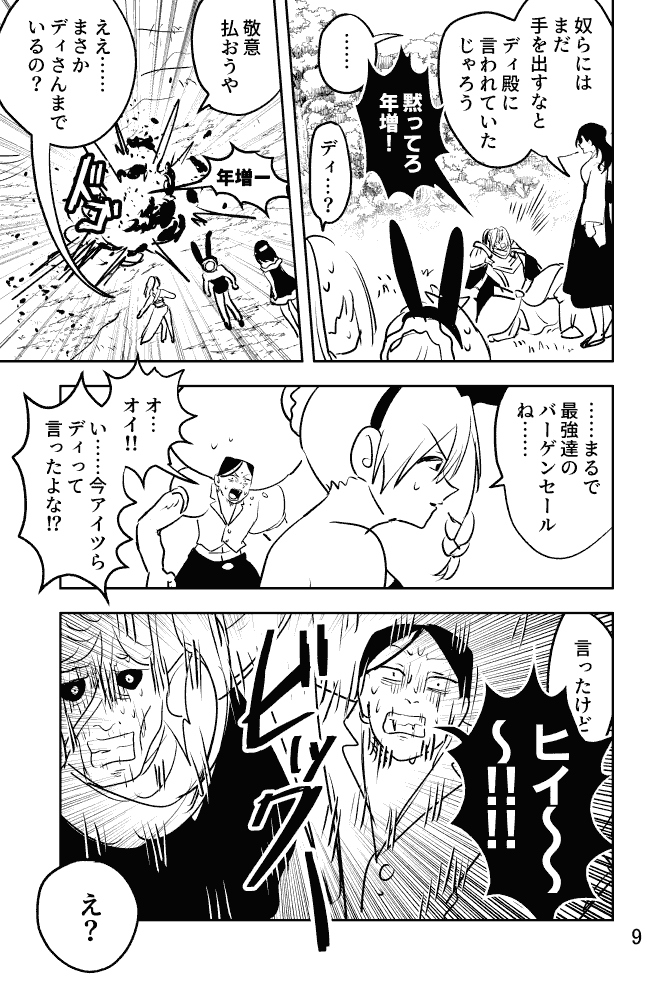 奴らには
まだ
手を出すなと
ディ殿に
言われていた
じゃろう
……
黙ってろ
年増！
ディ
…？
敬意
払おうや
年増ー
ドゴ
ええ……
まさか
ディさんまで
いるの？
……まるで
最強達の
バーゲンセール
ね……
オ…
オイ!!
い……今アイツら
ディって
言ったよな!?
言ったけど
ヒイ〜〜
〜!!!!
ビックー
え？
9